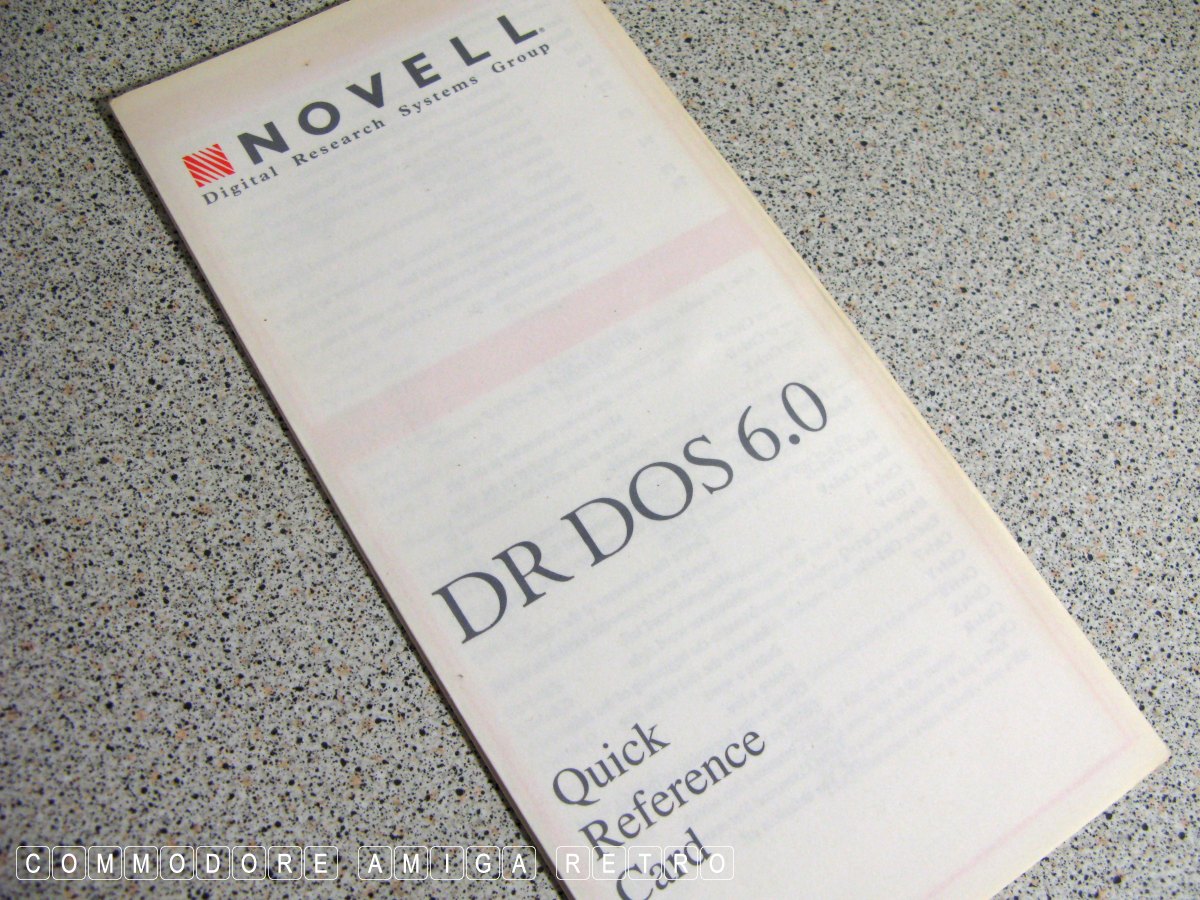 NOVELL®
Digital Research Systems Group
DR DOS 6.0
Quick
Reference
Card
COMMODORE AMIGA RETRO